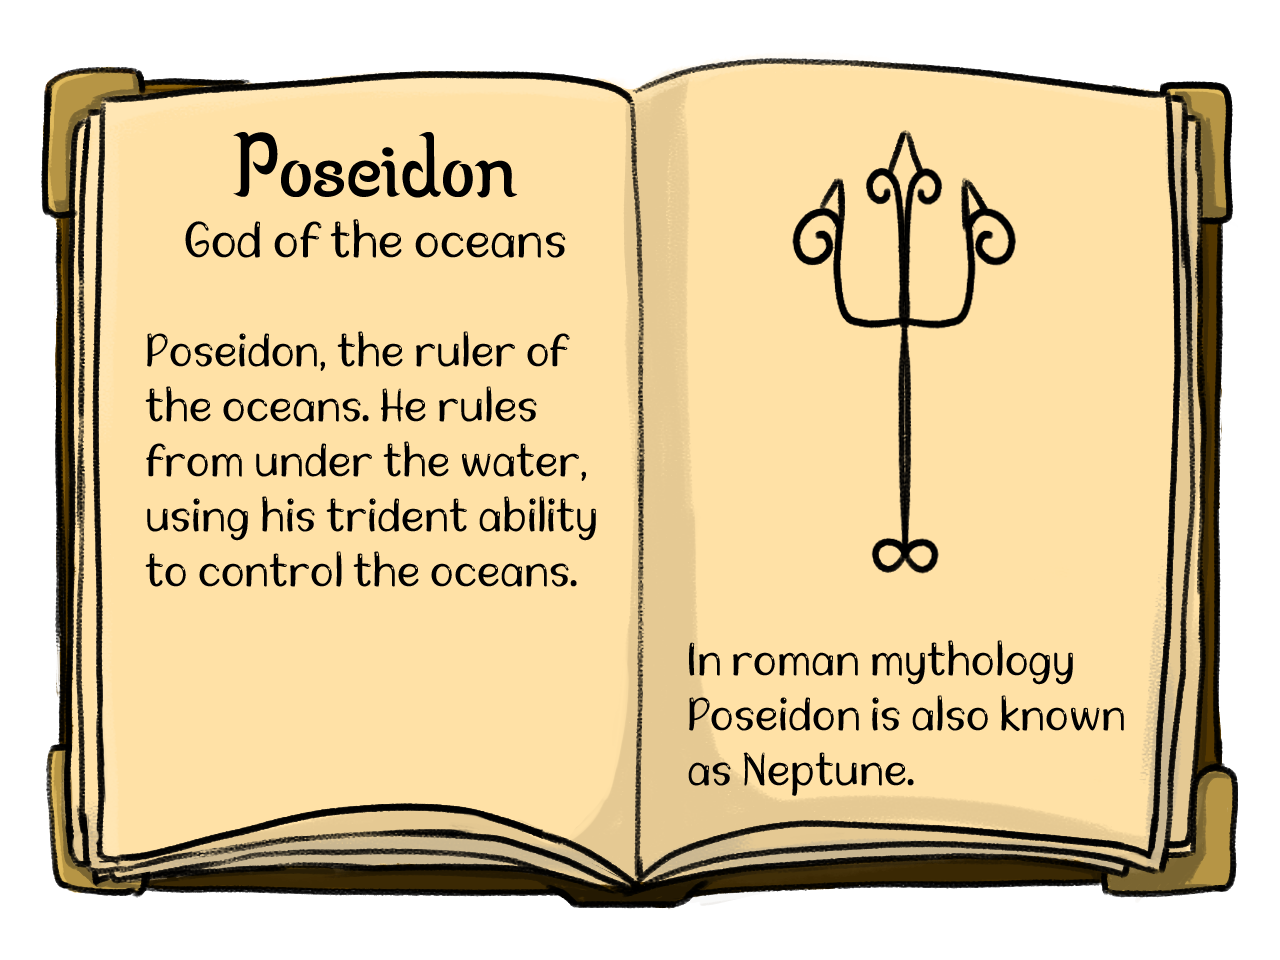 Poseidon
God of the oceans
Poseidon, the ruler of
the oceans. He rules
from under the water,
using his trident ability
to control the oceans.
In roman mythology
Poseidon is also known
as Neptune.